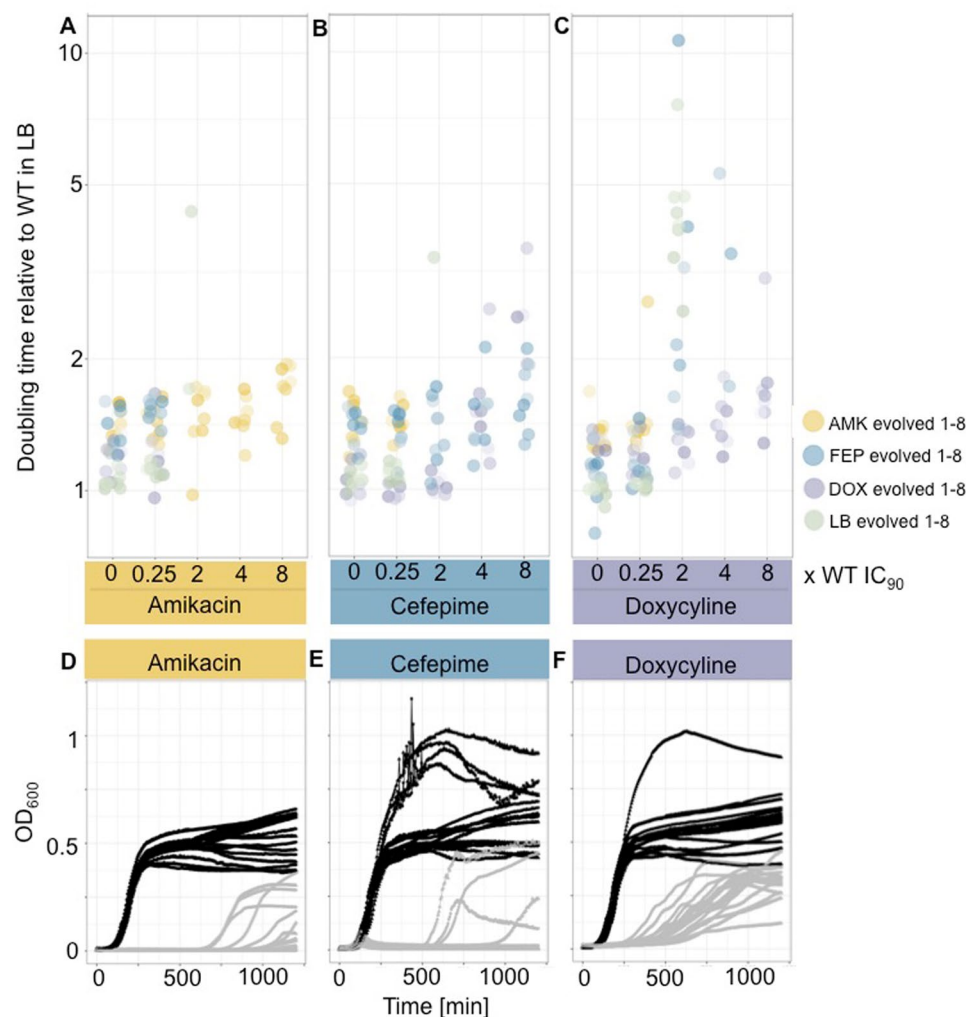 A
B
C
Doubling time relative to WT in LB
10
5
2
1
0 0.25 2 4 8
Amikacin
0 0.25 2 4 8
Cefepime
0 0.25 2 4 8
Doxycyline
x WT IC90
AMK evolved 1-8
FEP evolved 1-8
DOX evolved 1-8
LB evolved 1-8
D
Amikacin
E
Cefepime
F
Doxycyline
OD600
1
0.5
0
0 500 1000
0 500 1000
0 500 1000
Time [min]